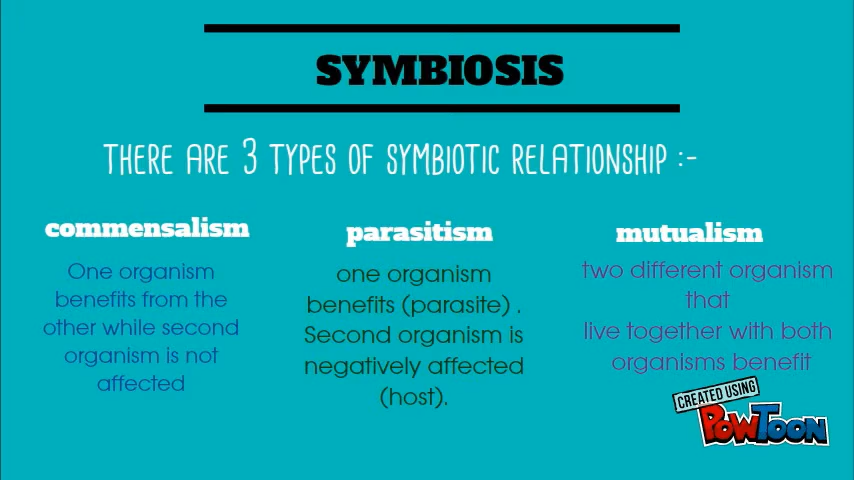 SYMBIOSIS
THERE ARE 3 TYPES OF SYMBIOTIC RELATIONSHIP :-
commensalism
One organism
benefits from the
other while second
organism is not
affected
parasitism
one organism
benefits (parasite) .
Second organism is
negatively affected
(host).
mutualism
two different organism
that
live together with both
organisms benefit
CREATED USING
POWTOON